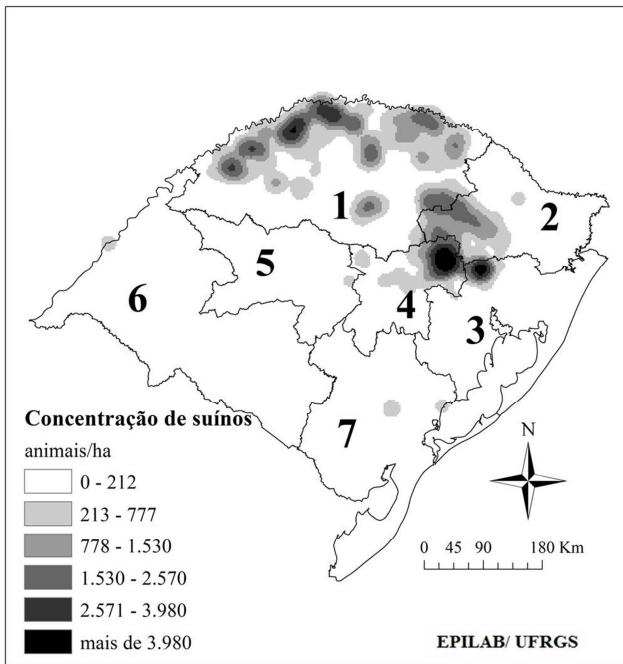 1
2
5
6
4
3
7
Concentração de suínos
animais/ha
0 - 212
213 - 777
778 - 1.530
1.530 - 2.570
2.571 - 3.980
mais de 3.980
N
0 45 90 180 Km
EPILAB/ UFRGS